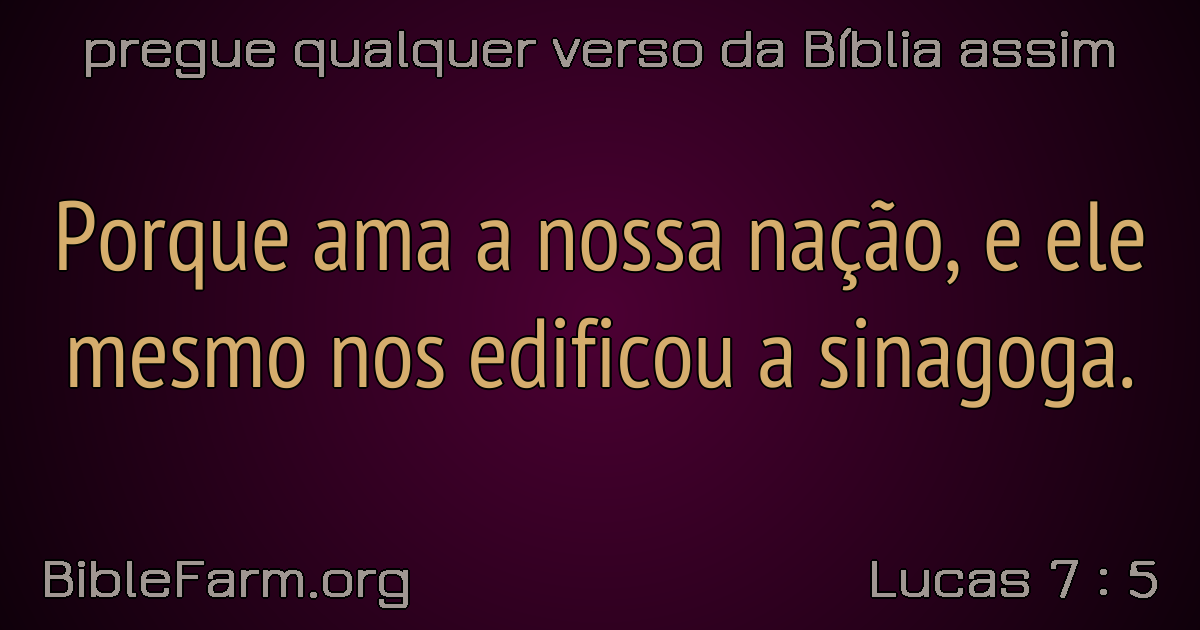 pregue qualquer verso da Bíblia assim
Porque ama a nossa nação, e ele
mesmo nos edificou a sinagoga.
BibleFarm.org
Lucas 7 : 5